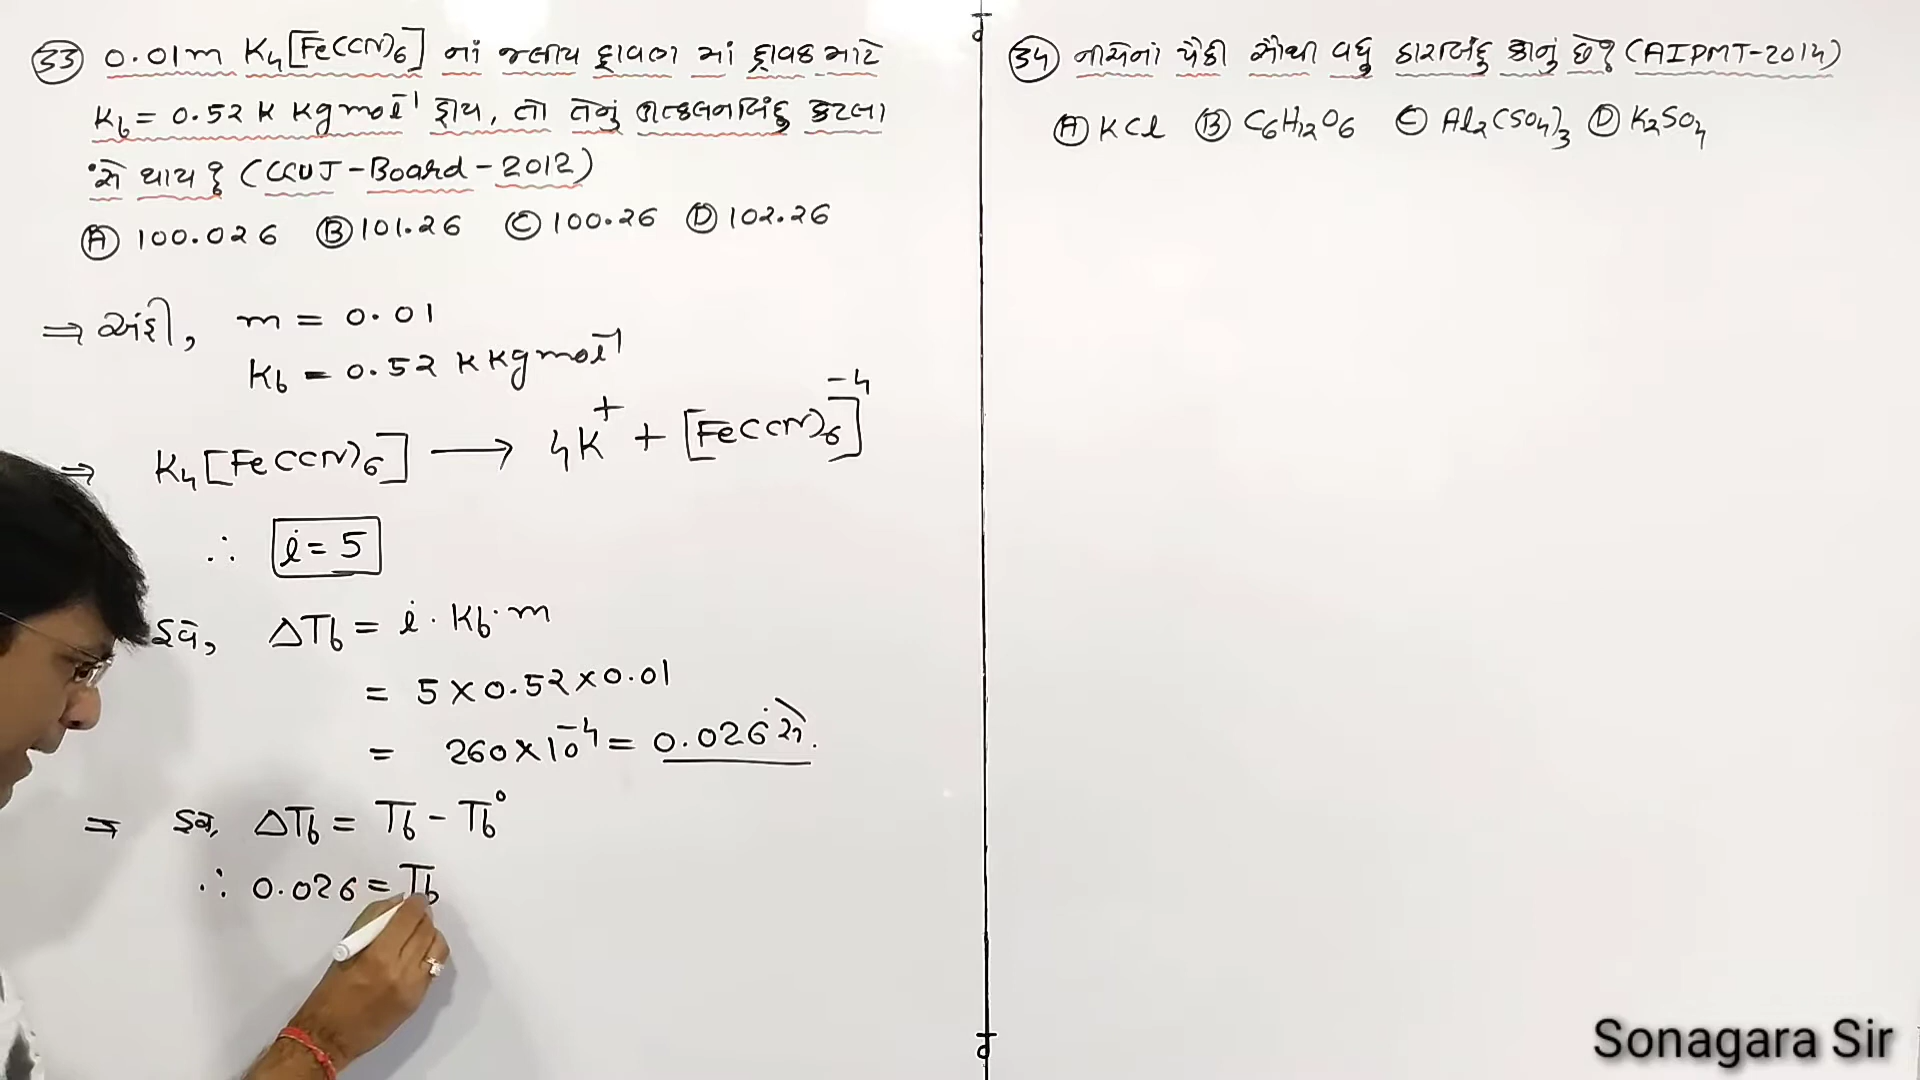 33 0.01m K4[Fe(CN)6] નાં જલીય દ્રાવણ માં દ્રાવક માટે
Kb = 0.52 K Kg mol-1 હોય, તો તેનું ઉત્કલનબિંદુ કેટલા
°સે થાય? (GUJ-Board-2012)
A 100.026 B 101.26 C 100.26 D 102.26
⇒ અહીં, m = 0.01
Kb = 0.52 K Kg mol-1
⇒ K4[Fe(CN)6] ⟶ 4K+ + [Fe(CN)6]-4
∴ i = 5
હવે, ΔTb = i · Kb · m
= 5 × 0.52 × 0.01
= 260 × 10-4 = 0.026 °સે.
⇒ હવે, ΔTb = Tb - Tb°
∴ 0.026 = Tb
34 નીચેનાં પૈકી સૌથી વધુ ઠારબિંદુ કોનું છે? (AIPMT-2014)
A KCl B C6H12O6 C Al2(SO4)3 D K2SO4
Sonagara Sir